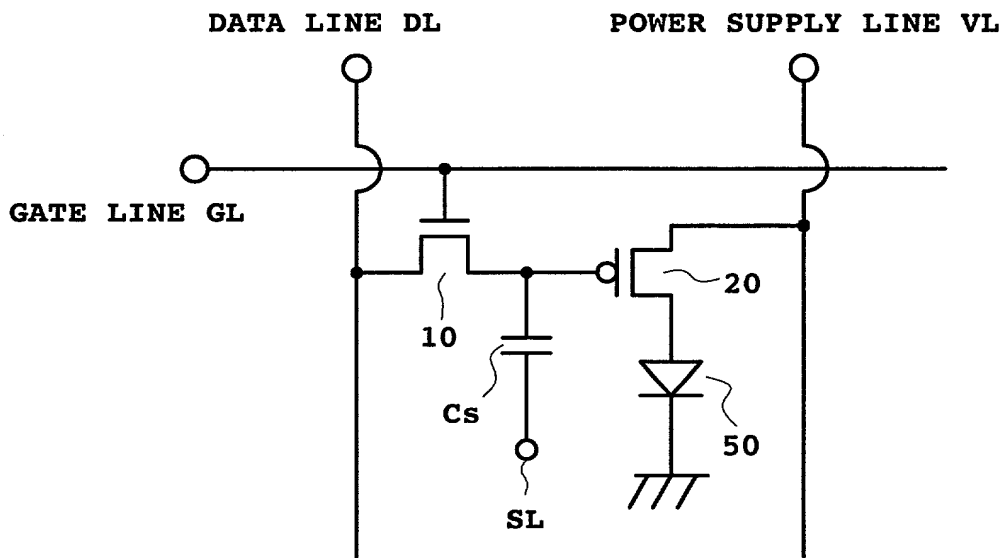 DATA LINE DL
POWER SUPPLY LINE VL
GATE LINE GL
20
10
Cs
50
SL